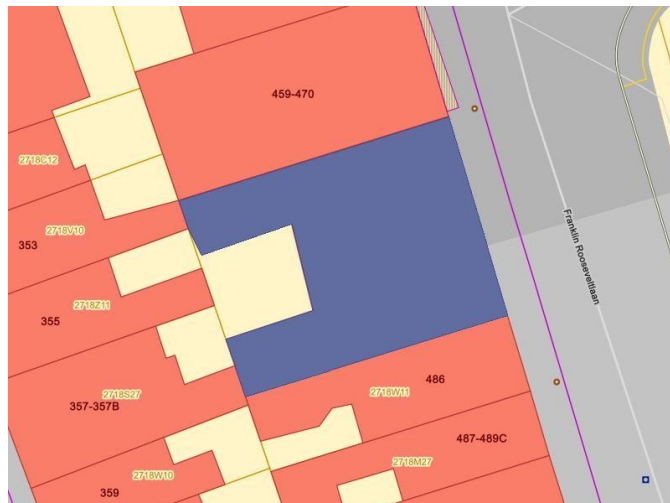 459-470
2718C12
2718V10
353
2718Z11
355
2718S27
357-357B
2718W10
359
486
2718W11
487-489C
2718M27
Franklin Rooseveltlaan